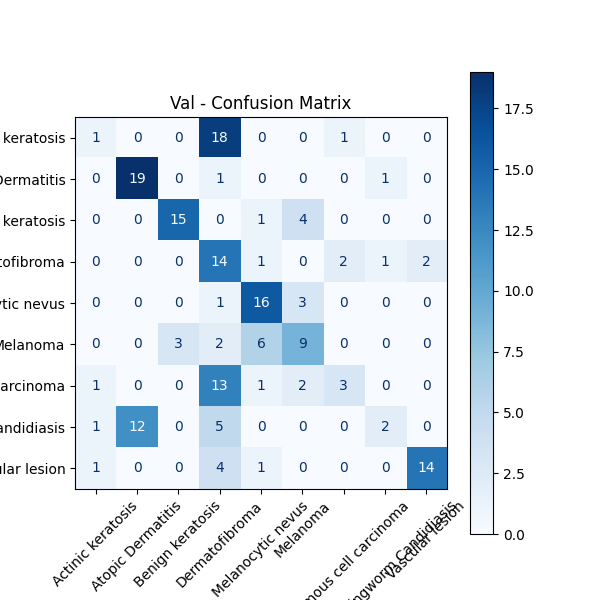 Val - Confusion Matrix
keratosis 1 0 0 18 0 0 1 0 0
Dermatitis 0 19 0 1 0 0 0 1 0
keratosis 0 0 15 0 1 4 0 0 0
tofibroma 0 0 0 14 1 0 2 1 2
ytic nevus 0 0 0 1 16 3 0 0 0
Melanoma 0 0 3 2 6 9 0 0 0
arcinoma 1 0 0 13 1 2 3 0 0
andidiasis 1 12 0 5 0 0 0 2 0
ular lesion 1 0 0 4 1 0 0 0 14
Actinic keratosis
Atopic Dermatitis
Benign keratosis
Dermatofibroma
Melanocytic nevus
Melanoma
mous cell carcinoma
ngworm Candidiasis
Vascular lesion
17.5
15.0
12.5
10.0
7.5
5.0
2.5
0.0